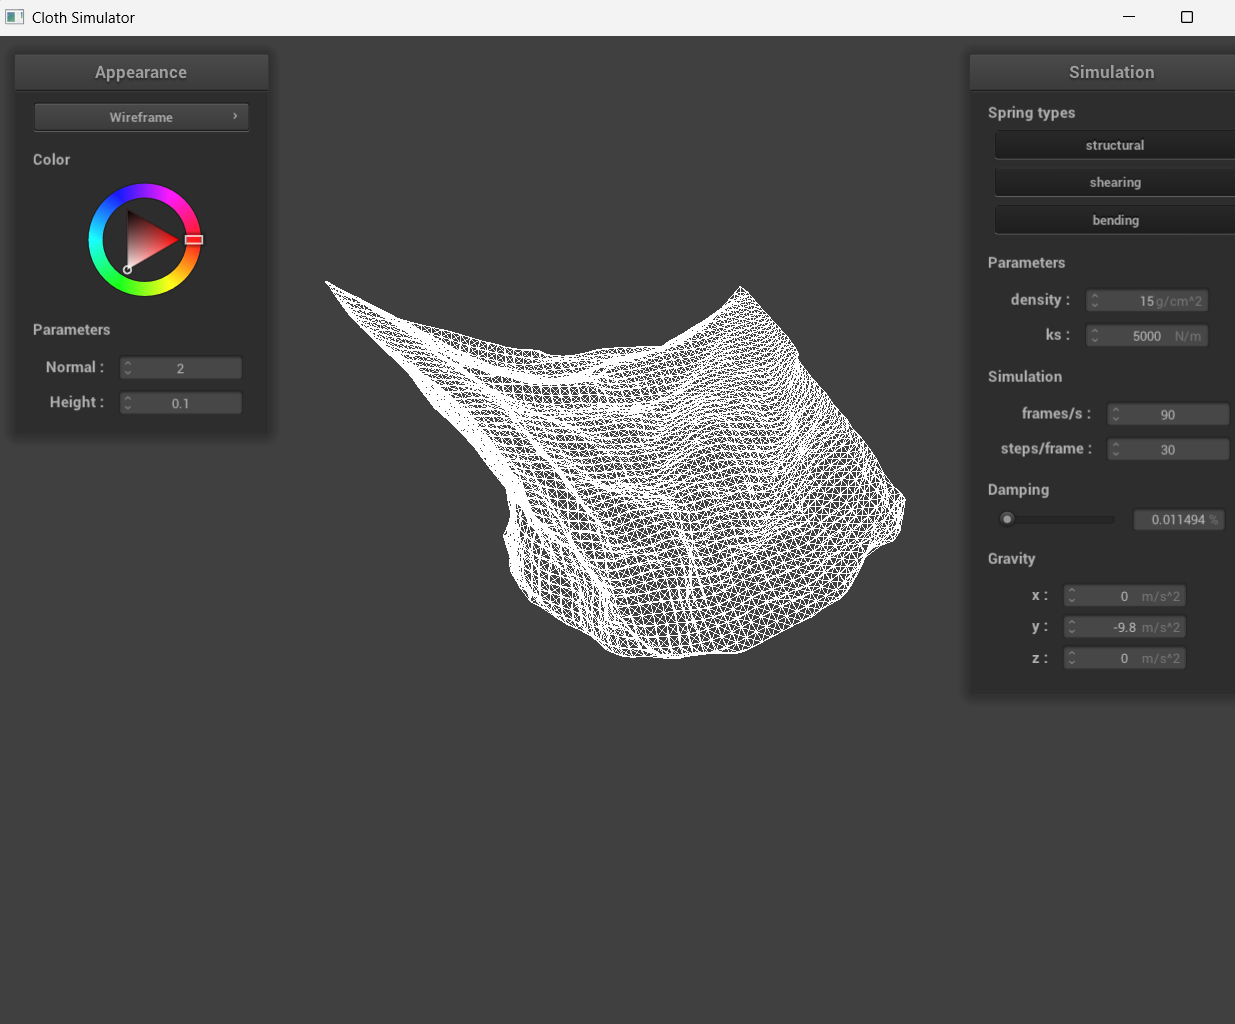 Cloth Simulator
Appearance
Wireframe
Color
Parameters
Normal : 2
Height : 0.1
Simulation
Spring types
structural
shearing
bending
Parameters
density : 15 g/cm^2
ks : 5000 N/m
Simulation
frames/s : 90
steps/frame : 30
Damping
0.011494 %
Gravity
x : 0 m/s^2
y : -9.8 m/s^2
z : 0 m/s^2